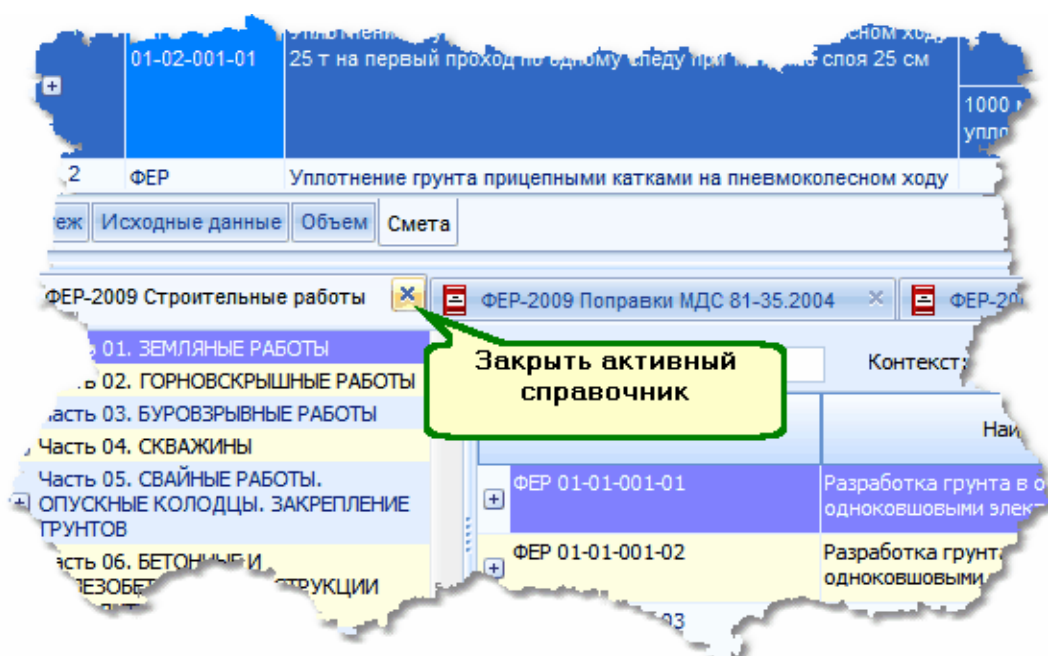 01-02-001-01
25 т на первый проход по одному следу при слоя 25 см
1000
2 ФЕР Уплотнение грунта прицепными катками на пневмоколесном ходу
Исходные данные Объем Смета
ФЕР-2009 Строительные работы ФЕР-2009 Поправки МДС 81-35.2004
Закрыть активный
справочник
Контекст:
01. ЗЕМЛЯНЫЕ РАБОТЫ
02. ГОРНОВСКРЫШНЫЕ РАБОТЫ
Часть 03. БУРОВЗРЫВНЫЕ РАБОТЫ
Часть 04. СКВАЖИНЫ
Часть 05. СВАЙНЫЕ РАБОТЫ.
ОПУСКНЫЕ КОЛОДЦЫ. ЗАКРЕПЛЕНИЕ
ГРУНТОВ
Часть 06. БЕТОННЫЕ И
ФЕР 01-01-001-01 Разработка грунта в
одноковшовыми
ФЕР 01-01-001-02 Разработка грунта
одноковшовыми